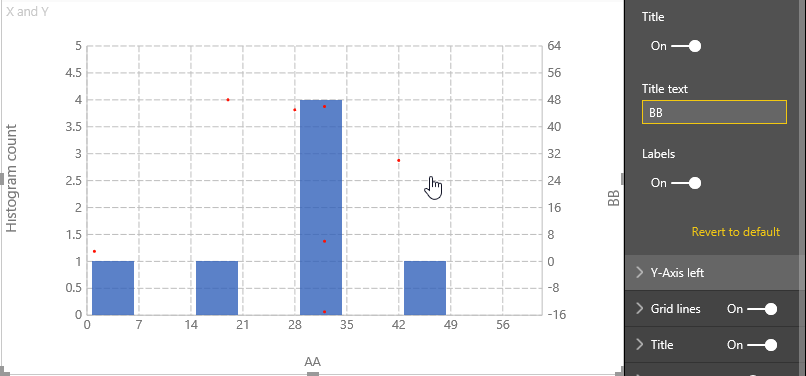 X and Y
5
4.5
4
3.5
3
2.5
2
1.5
1
0.5
0
Histogram count
0 7 14 21 28 35 42 49 56
AA
64
56
48
40
32
24
16
8
0
-8
-16
BB
Title
On
Title text
BB
Labels
On
Revert to default
Y-Axis left
Grid lines On
Title On